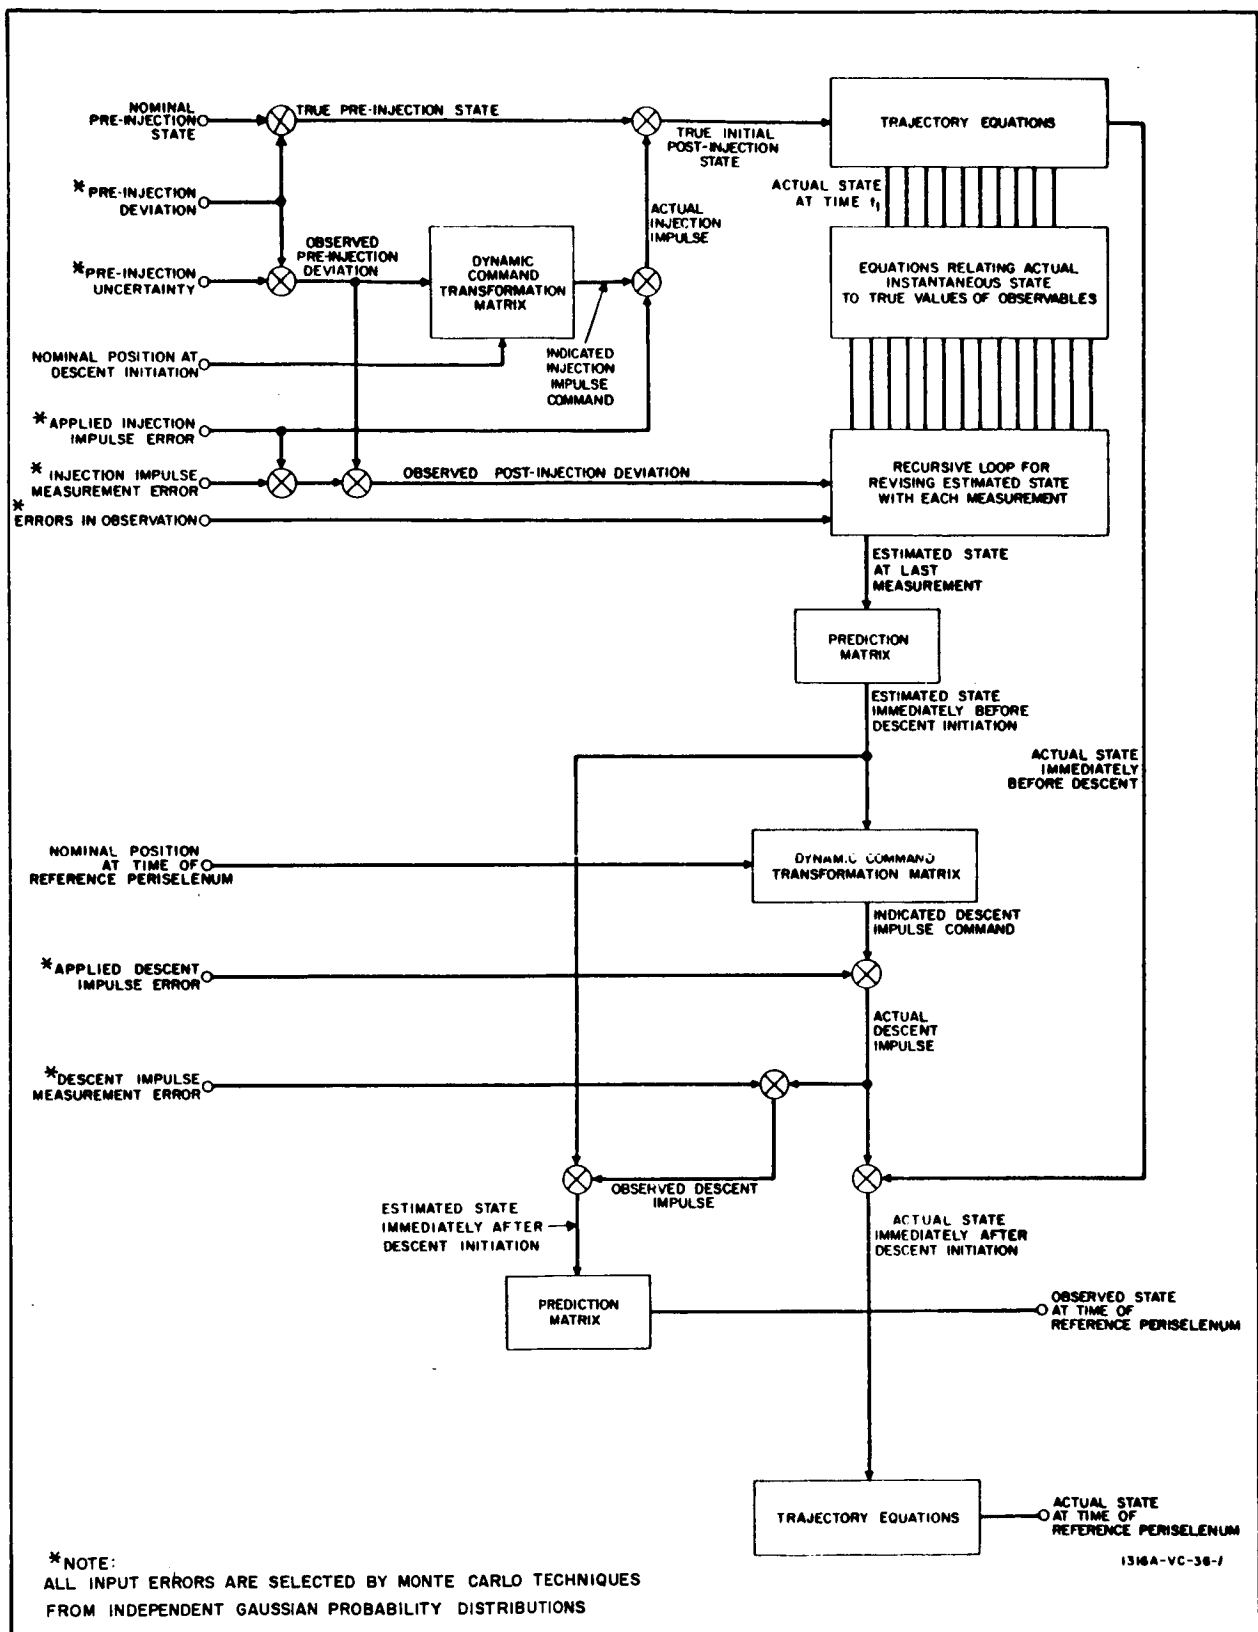 NOMINAL
PRE-INJECTION
STATE
TRUE PRE-INJECTION STATE
TRUE INITIAL
POST-INJECTION
STATE
TRAJECTORY EQUATIONS
*PRE-INJECTION
DEVIATION
ACTUAL STATE
AT TIME t₁
ACTUAL
INJECTION
IMPULSE
*PRE-INJECTION
UNCERTAINTY
OBSERVED
PRE-INJECTION
DEVIATION
DYNAMIC
COMMAND
TRANSFORMATION
MATRIX
EQUATIONS RELATING ACTUAL
INSTANTANEOUS STATE
TO TRUE VALUES OF OBSERVABLES
NOMINAL POSITION AT
DESCENT INITIATION
INDICATED
INJECTION
IMPULSE
COMMAND
*APPLIED INJECTION
IMPULSE ERROR
*INJECTION IMPULSE
MEASUREMENT ERROR
OBSERVED POST-INJECTION DEVIATION
RECURSIVE LOOP FOR
REVISING ESTIMATED STATE
WITH EACH MEASUREMENT
*
ERRORS IN OBSERVATION
ESTIMATED STATE
AT LAST
MEASUREMENT
PREDICTION
MATRIX
ESTIMATED STATE
IMMEDIATELY BEFORE
DESCENT INITIATION
ACTUAL STATE
IMMEDIATELY
BEFORE DESCENT
NOMINAL POSITION
AT TIME OF
REFERENCE PERISELENUM
DYNAMIC COMMAND
TRANSFORMATION MATRIX
INDICATED DESCENT
IMPULSE COMMAND
*APPLIED DESCENT
IMPULSE ERROR
ACTUAL
DESCENT
IMPULSE
*DESCENT IMPULSE
MEASUREMENT ERROR
OBSERVED DESCENT
IMPULSE
ESTIMATED STATE
IMMEDIATELY AFTER
DESCENT INITIATION
ACTUAL STATE
IMMEDIATELY AFTER
DESCENT INITIATION
PREDICTION
MATRIX
OBSERVED STATE
AT TIME OF
REFERENCE PERISELENUM
TRAJECTORY EQUATIONS
ACTUAL STATE
AT TIME OF
REFERENCE PERISELENUM
1316A-VC-36-1
*NOTE:
ALL INPUT ERRORS ARE SELECTED BY MONTE CARLO TECHNIQUES
FROM INDEPENDENT GAUSSIAN PROBABILITY DISTRIBUTIONS